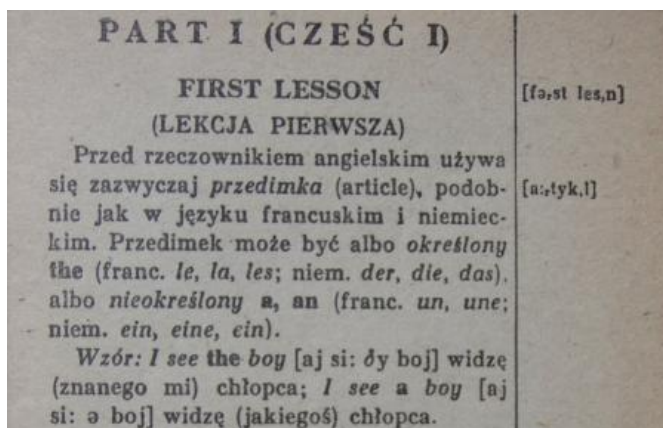 PART I (CZEŚĆ I)
FIRST LESSON
[fə,st les,n]
(LEKCJA PIERWSZA)
Przed rzeczownikiem angielskim używa
się zazwyczaj przedimka (article), podob-
[a:,tyk,l]
nie jak w języku francuskim i niemiec-
kim. Przedimek może być albo określony
the (franc. le, la, les; niem. der, die, das),
albo nieokreślony a, an (franc. un, une;
niem. ein, eine, ein).
Wzór: I see the boy [aj si: ðy boj] widzę
(znanego mi) chłopca; I see a boy [aj
si: ə boj] widzę (jakiegoś) chłopca.